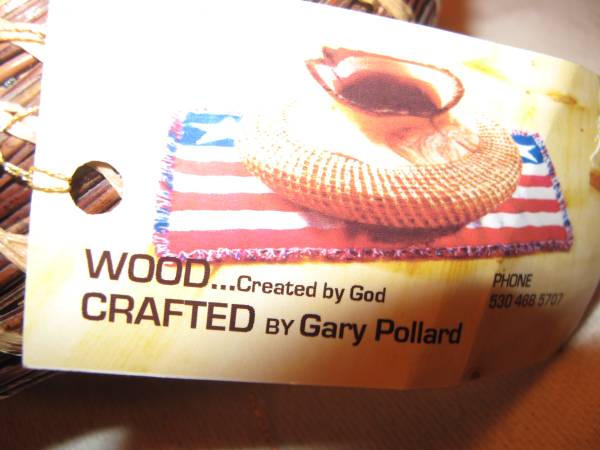 WOOD...Created by God
CRAFTED BY Gary Pollard
PHONE
530 468 5707